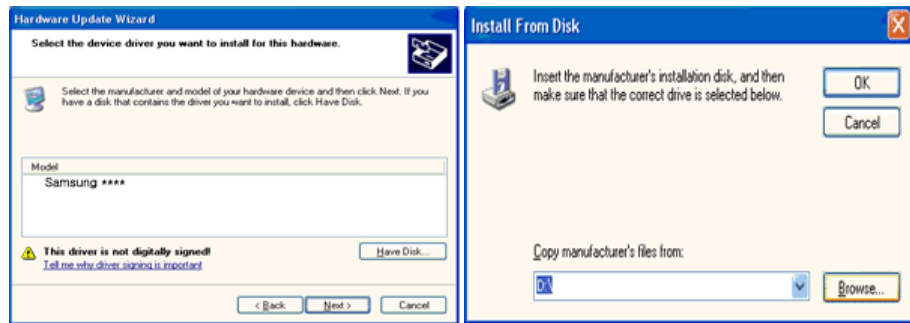 Hardware Update Wizard
Select the device driver you want to install for this hardware.
Select the manufacturer and model of your hardware device and then click Next. If you
have a disk that contains the driver you want to install, click Have Disk.
Model
Samsung ****
This driver is not digitally signed!
Tell me why driver signing is important
Have Disk...
< Back
Next >
Cancel
Install From Disk
Insert the manufacturer's installation disk, and then
make sure that the correct drive is selected below.
OK
Cancel
Copy manufacturer's files from:
D:\
Browse...